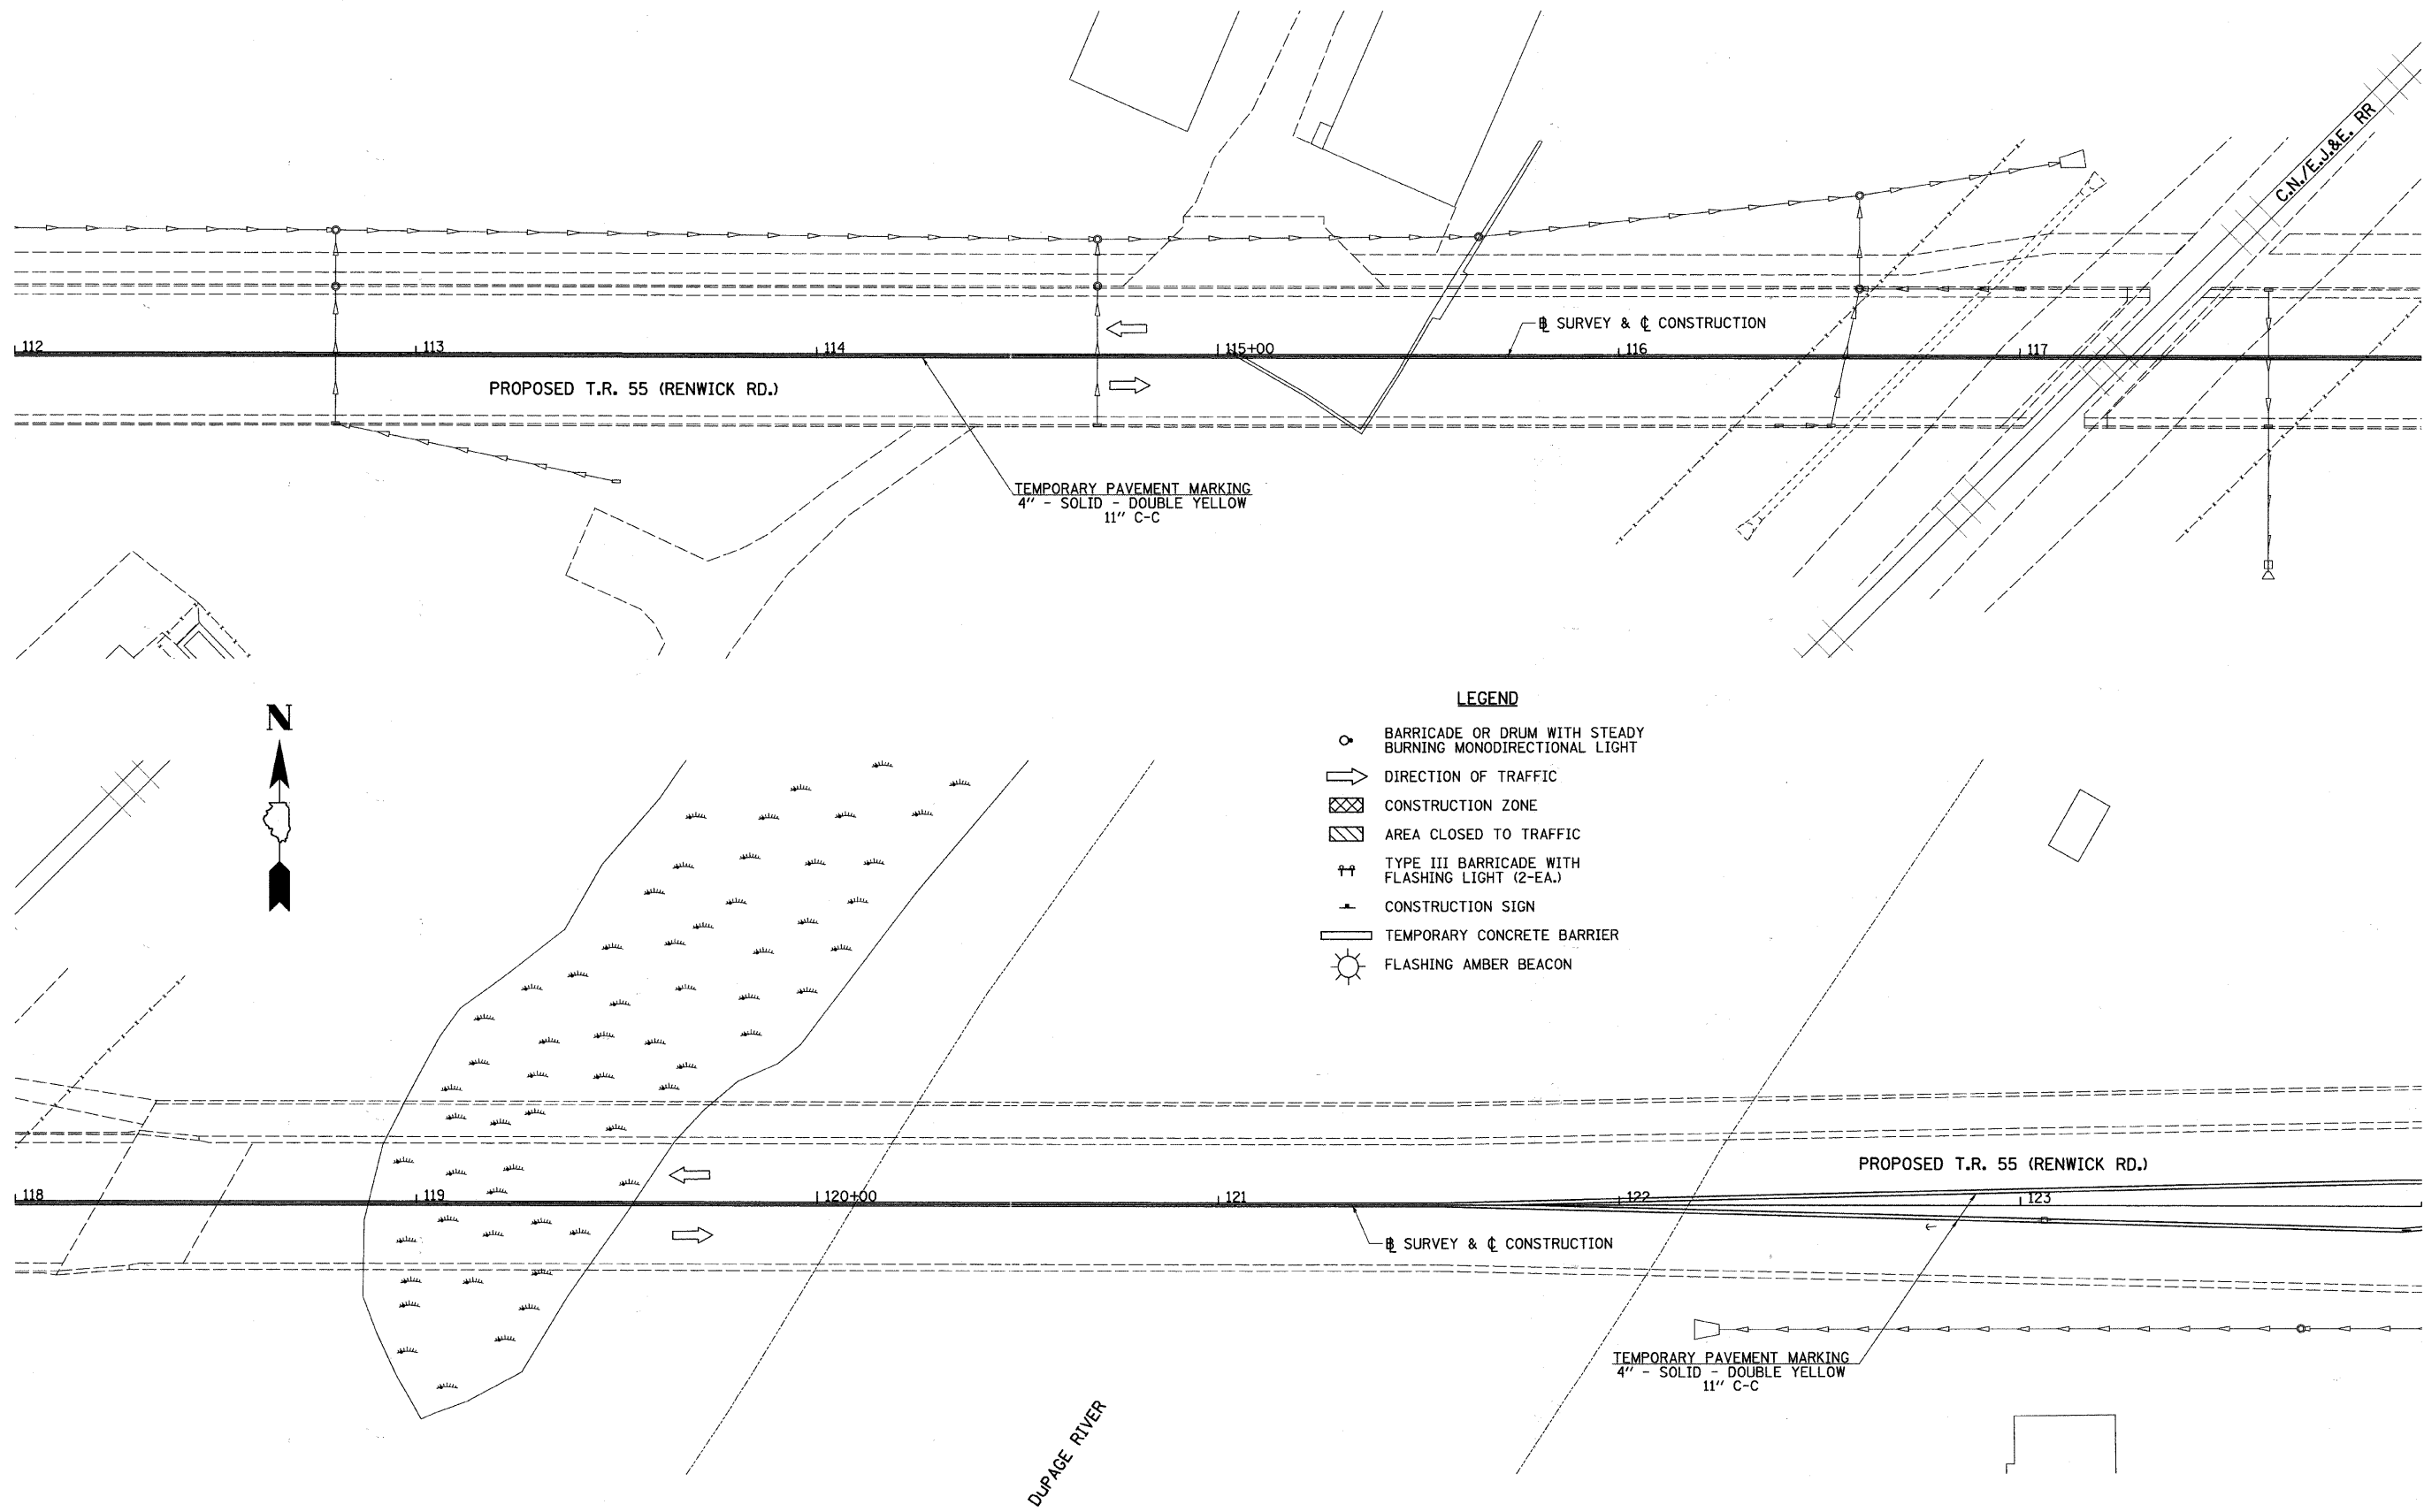 C.N./E.J.&E. RR
℄ SURVEY & ℄ CONSTRUCTION
112
113
114
115+00
116
117
PROPOSED T.R. 55 (RENWICK RD.)
TEMPORARY PAVEMENT MARKING
4" - SOLID - DOUBLE YELLOW
11" C-C
N
LEGEND
BARRICADE OR DRUM WITH STEADY
BURNING MONODIRECTIONAL LIGHT
DIRECTION OF TRAFFIC
CONSTRUCTION ZONE
AREA CLOSED TO TRAFFIC
TYPE III BARRICADE WITH
FLASHING LIGHT (2-EA.)
CONSTRUCTION SIGN
TEMPORARY CONCRETE BARRIER
FLASHING AMBER BEACON
PROPOSED T.R. 55 (RENWICK RD.)
118
119
120+00
121
122
123
℄ SURVEY & ℄ CONSTRUCTION
TEMPORARY PAVEMENT MARKING
4" - SOLID - DOUBLE YELLOW
11" C-C
DuPAGE RIVER